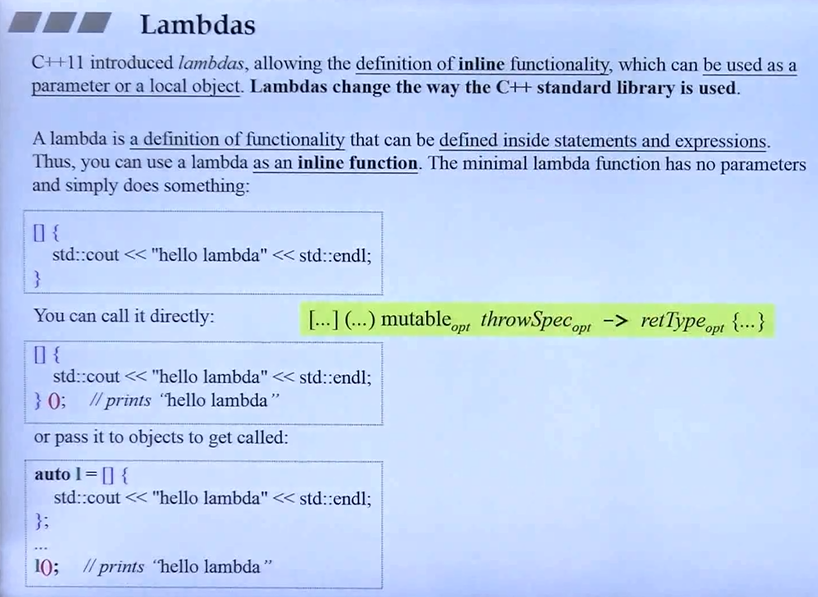 Lambdas
C++11 introduced lambdas, allowing the definition of inline functionality, which can be used as a
parameter or a local object. Lambdas change the way the C++ standard library is used.
A lambda is a definition of functionality that can be defined inside statements and expressions.
Thus, you can use a lambda as an inline function. The minimal lambda function has no parameters
and simply does something:
[] {
std::cout << "hello lambda" << std::endl;
}
You can call it directly:
[...] (...) mutable opt throwSpec opt -> retType opt {...}
[] {
std::cout << "hello lambda" << std::endl;
} (); // prints “hello lambda”
or pass it to objects to get called:
auto l = [] {
std::cout << "hello lambda" << std::endl;
};
...
l(); // prints “hello lambda”